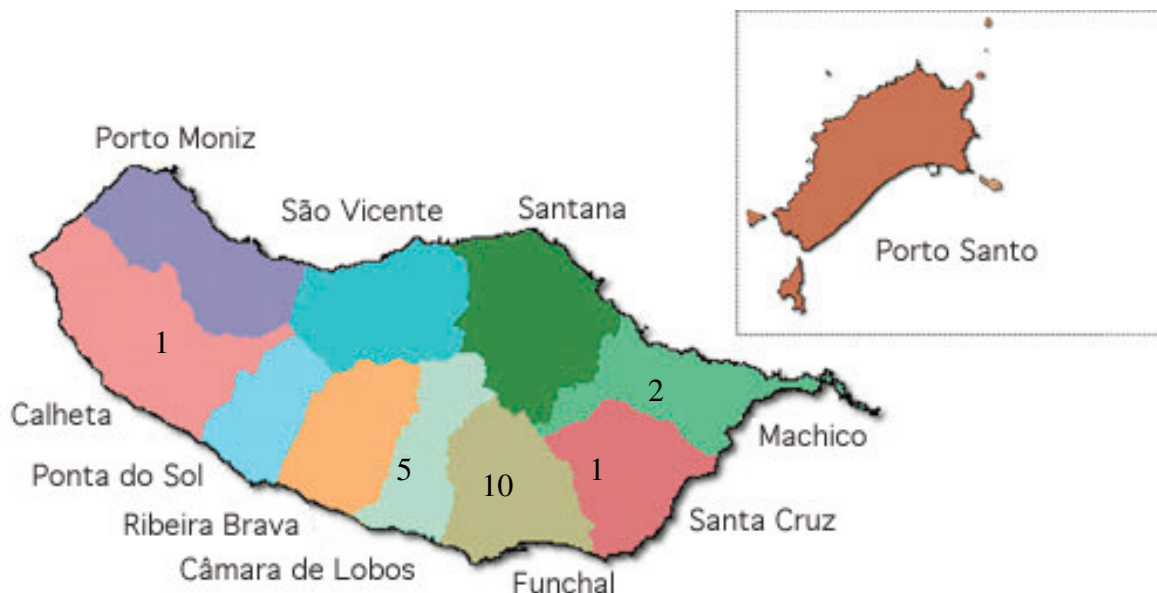 Porto Moniz
São Vicente
Santana
Porto Santo
1
2
Calheta
Machico
Ponta do Sol
5
10
1
Ribeira Brava
Santa Cruz
Câmara de Lobos
Funchal